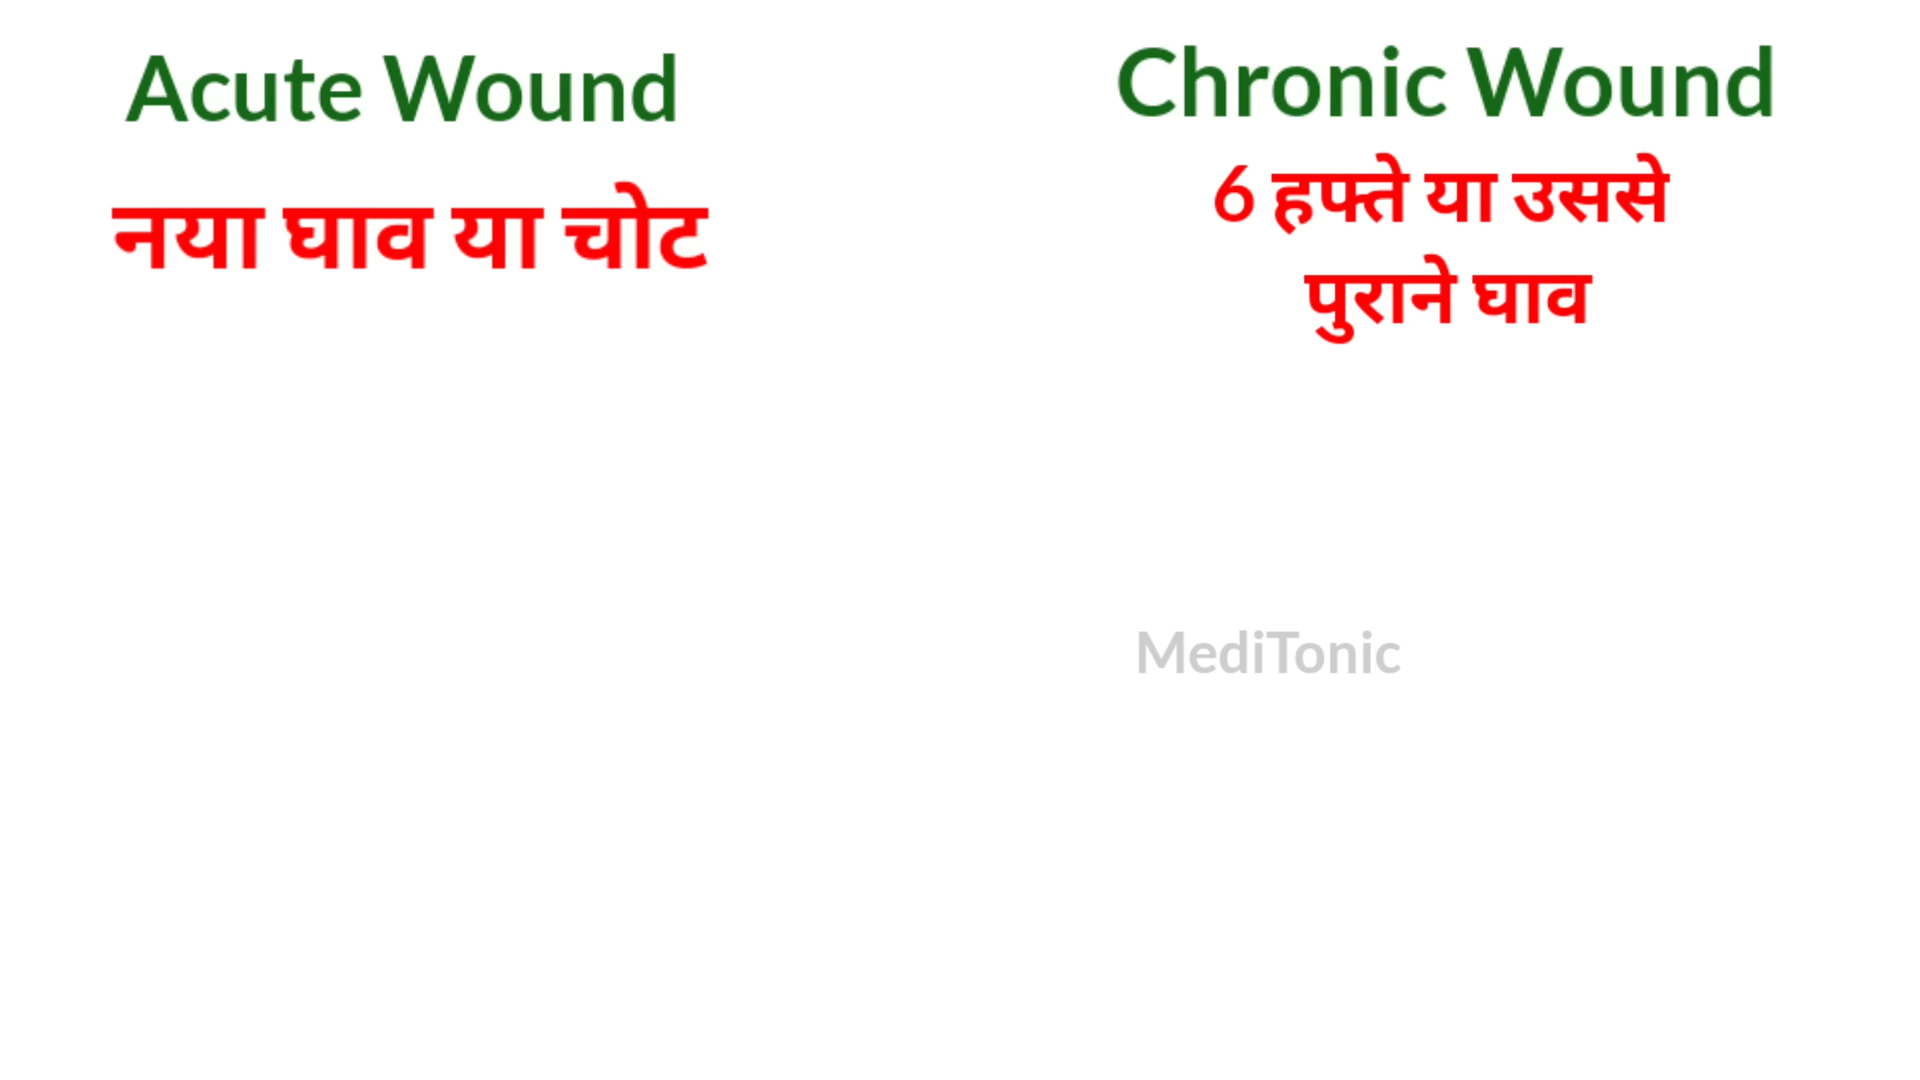 Acute Wound
नया घाव या चोट
Chronic Wound
6 हफ्ते या उससे
पुराने घाव
MediTonic